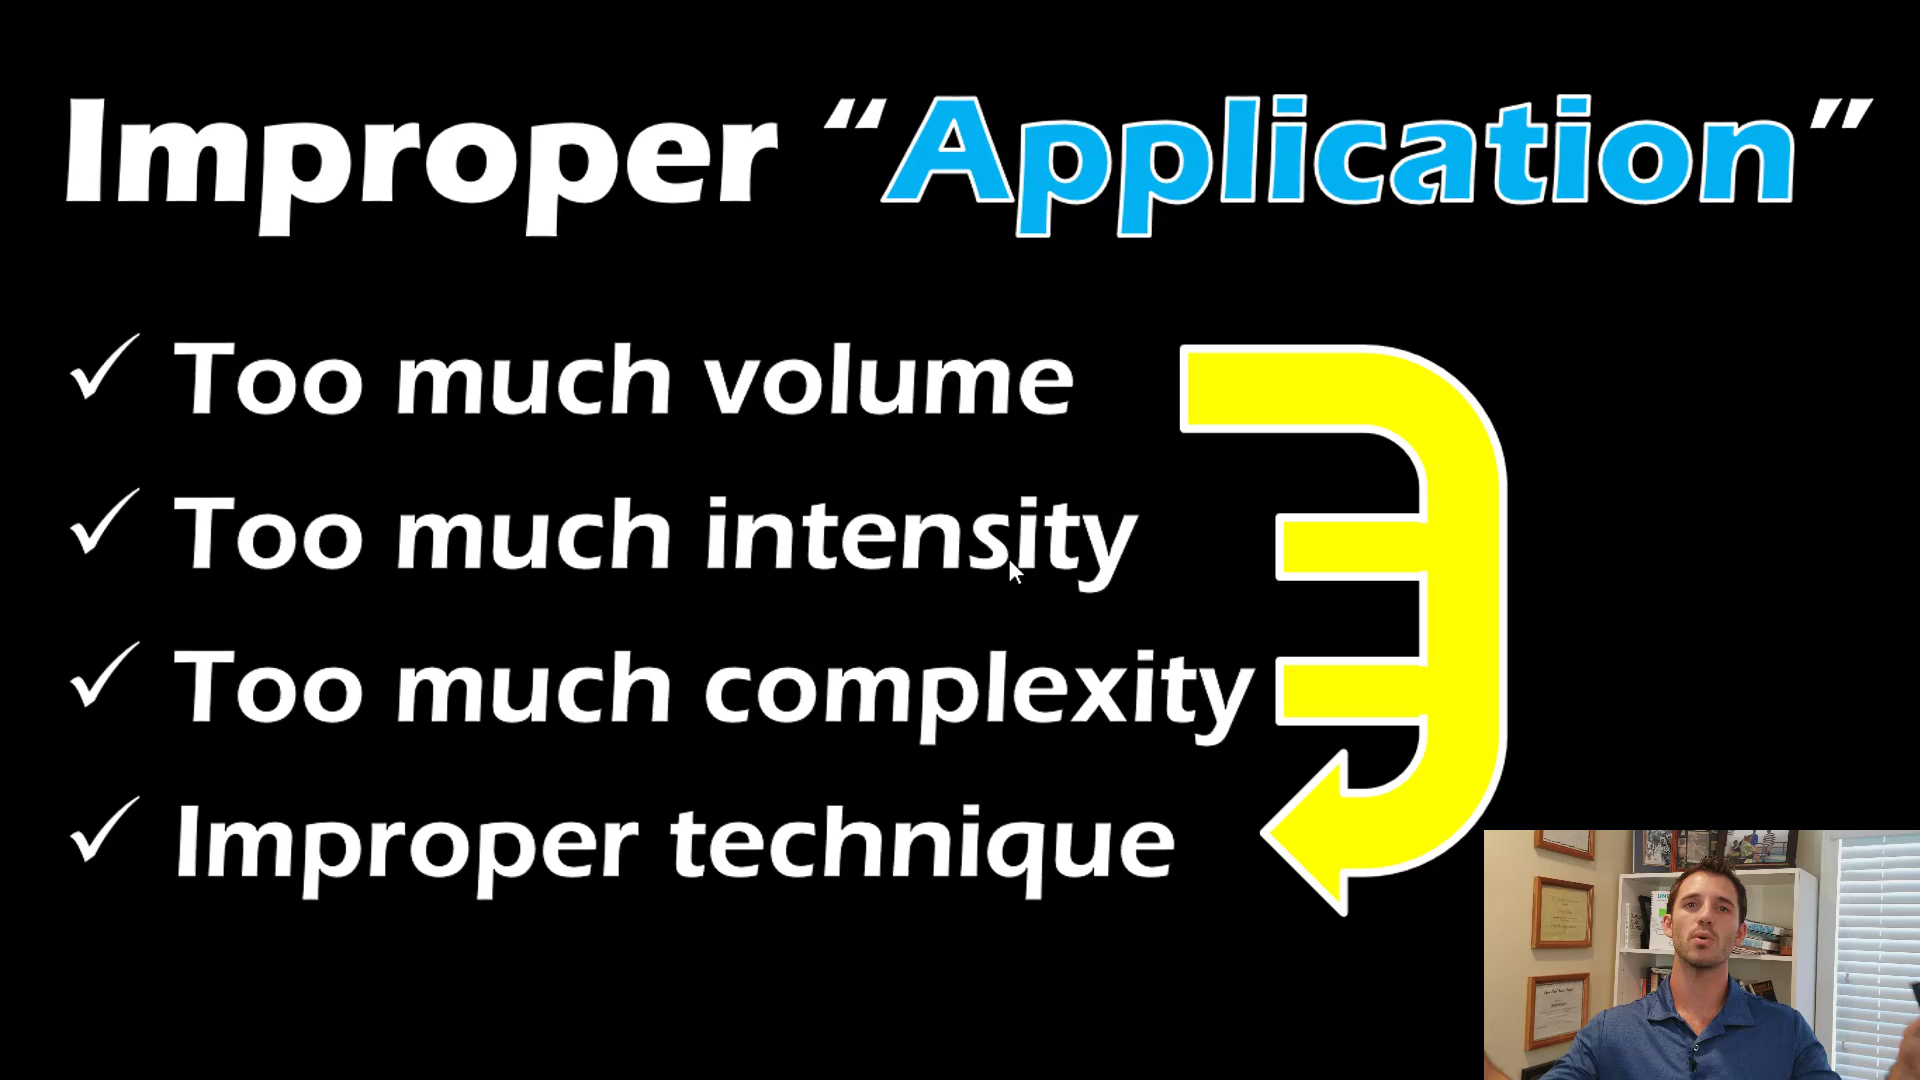 Improper “Application”
Too much volume
Too much intensity
Too much complexity
Improper technique